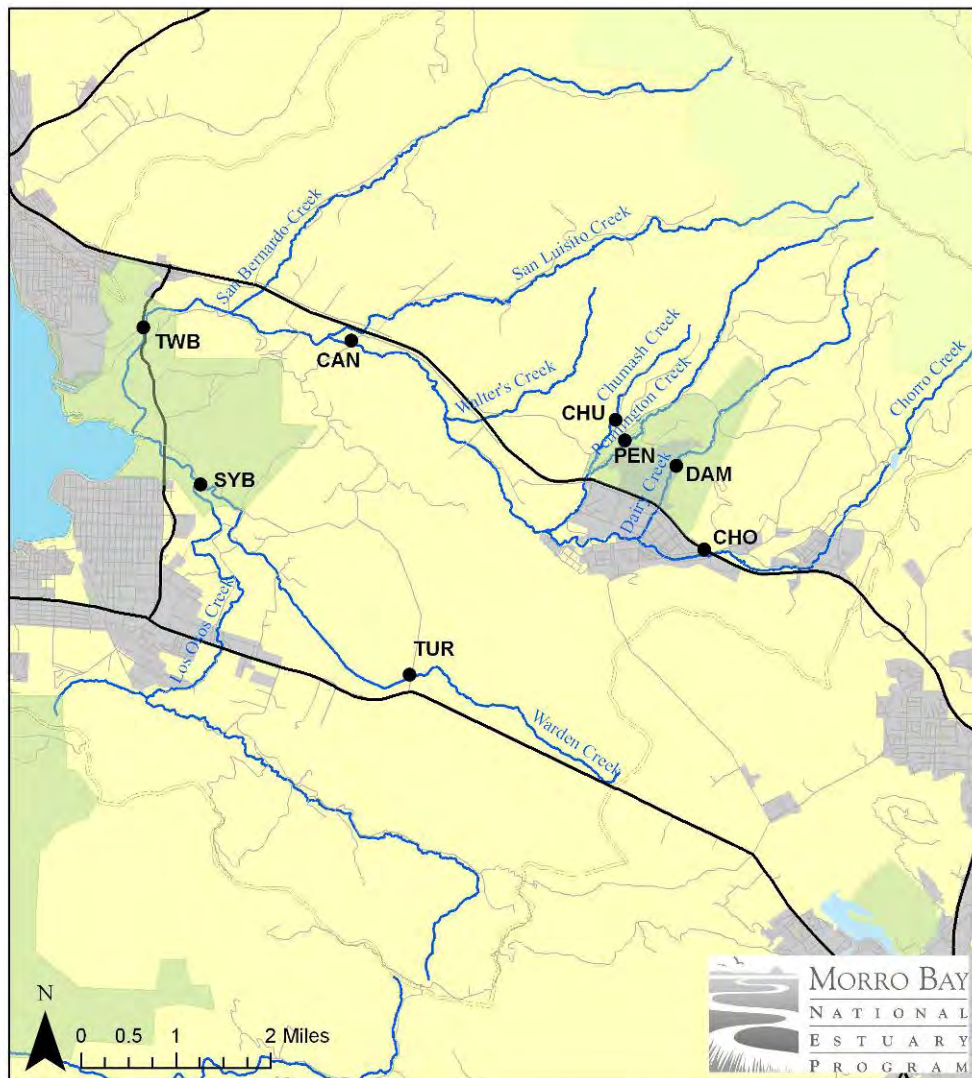 San Bernardo Creek
San Luisito Creek
TWB
CAN
Walter's Creek
Chumash Creek
Pennington Creek
Chorro Creek
CHU
PEN
DAM
SYB
Dairy Creek
CHO
Los Osos Creek
TUR
Warden Creek
N
0 0.5 1 2 Miles
MORRO BAY
NATIONAL
ESTUARY
PROGRAM